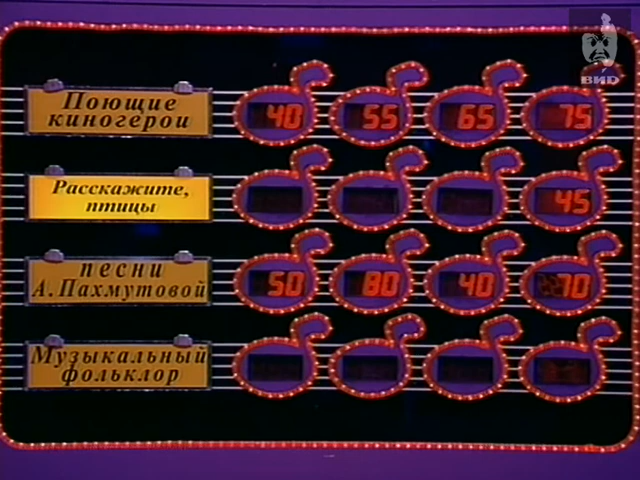 ВИD
Поющие
киногерои
40 55 65 75
Расскажите,
птицы
45
песни
А. Пахмутовой
50 80 40 70
Музыкальный
фольклор